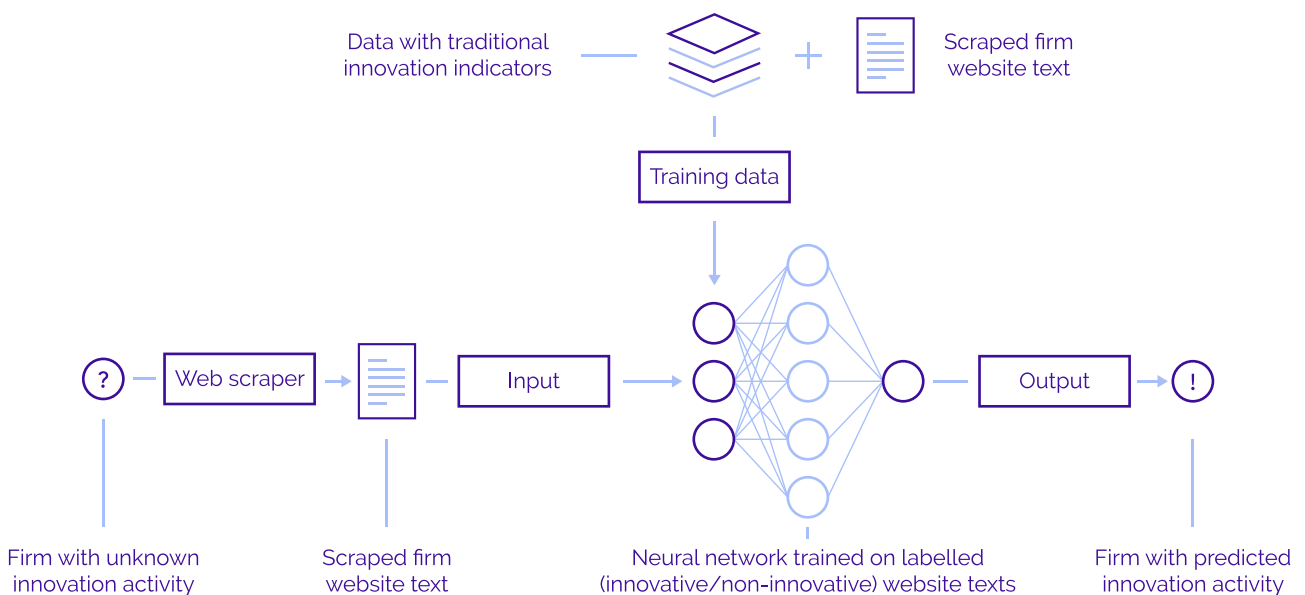 Data with traditional
innovation indicators
Scraped firm
website text
Training data
?
Web scraper
Input
Output
!
Firm with unknown
innovation activity
Scraped firm
website text
Neural network trained on labelled
(innovative/non-innovative) website texts
Firm with predicted
innovation activity